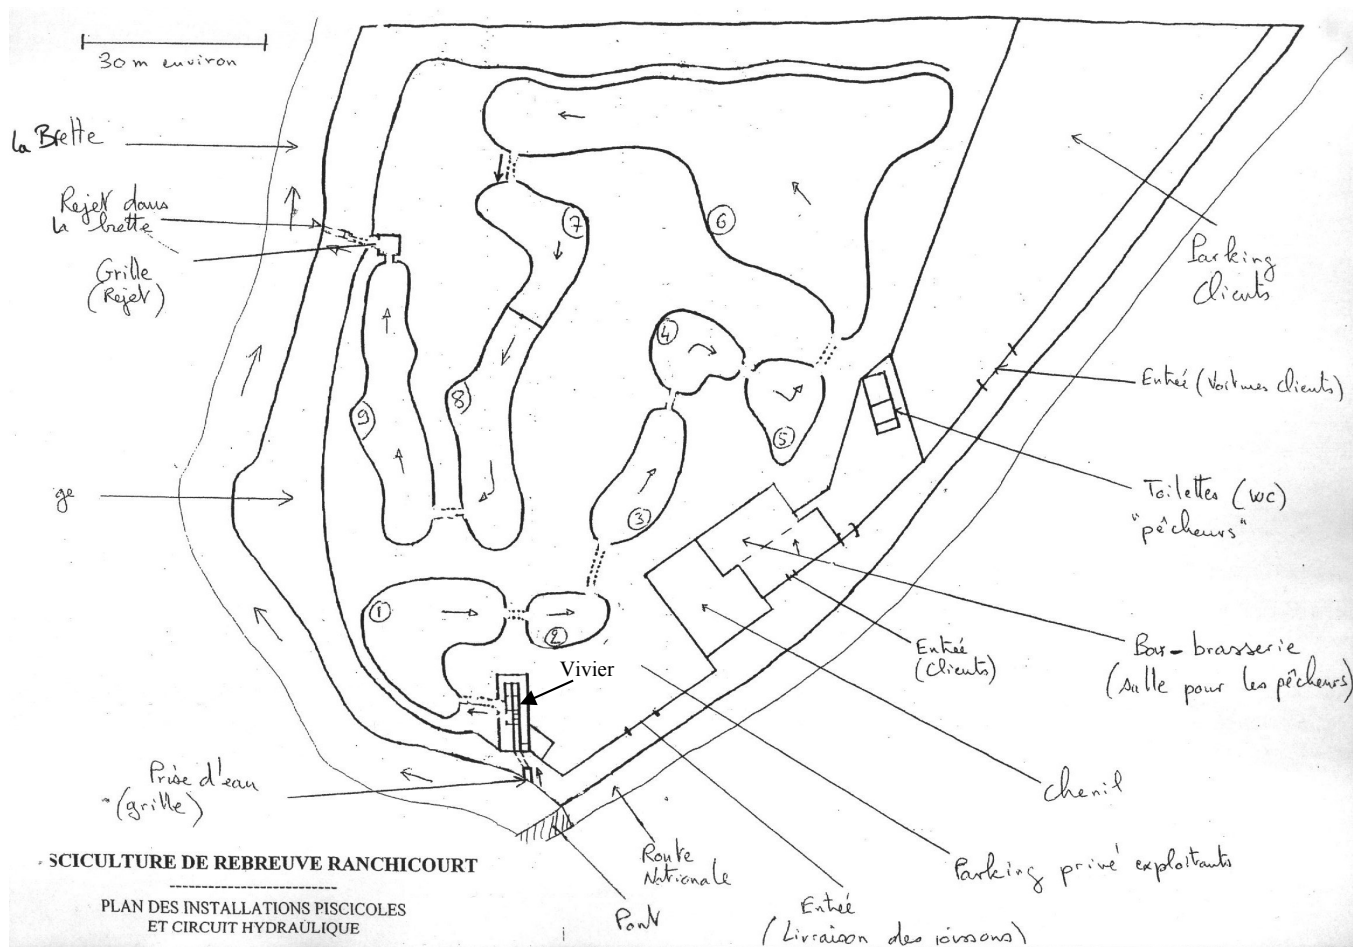 30 m environ
la Brette
Rejet dans
la brette
Grille
(Rejet)
ge
Prise d'eau
(grille)
1
2
3
4
5
6
7
8
9
Vivier
Parking
Clients
Entrée (Voitures clients)
Toilettes (WC)
"pêcheurs"
Bar-brasserie
(salle pour les pêcheurs)
Entrée
(Clients)
Chenil
Parking privé exploitants
Route
Nationale
Entrée
(Livraison des poissons)
Pont
SCICULTURE DE REBREUVE RANCHICOURT
---------------------------
PLAN DES INSTALLATIONS PISCICOLES
ET CIRCUIT HYDRAULIQUE